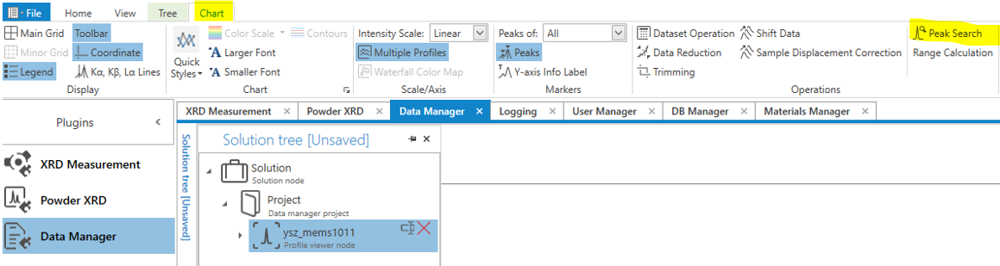 File Home View Tree Chart
Main Grid Toolbar Color Scale Contours Intensity Scale: Linear Peaks of: All Dataset Operation Shift Data Peak Search
Minor Grid Coordinate Quick Styles Larger Font Multiple Profiles Peaks Data Reduction Sample Displacement Correction Range Calculation
Legend Kα, Kβ, Lα Lines Smaller Font Waterfall Color Map Y-axis Info Label Trimming
Display Chart Scale/Axis Markers Operations
Plugins
XRD Measurement
Powder XRD
Data Manager
XRD Measurement Powder XRD Data Manager Logging User Manager DB Manager Materials Manager
Solution tree [Unsaved]
Solution tree [Unsaved]
Solution
Solution node
Project
Data manager project
ysz_mems1011
Profile viewer node